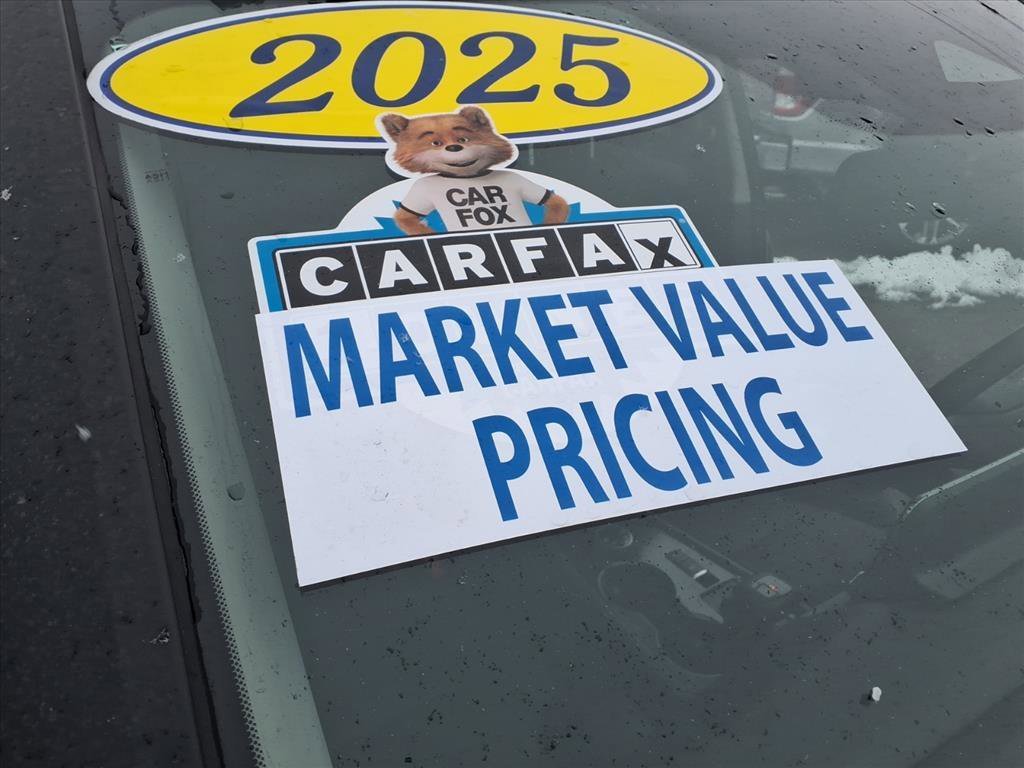 2025
CAR
FOX
CARFAX
MARKET VALUE
PRICING